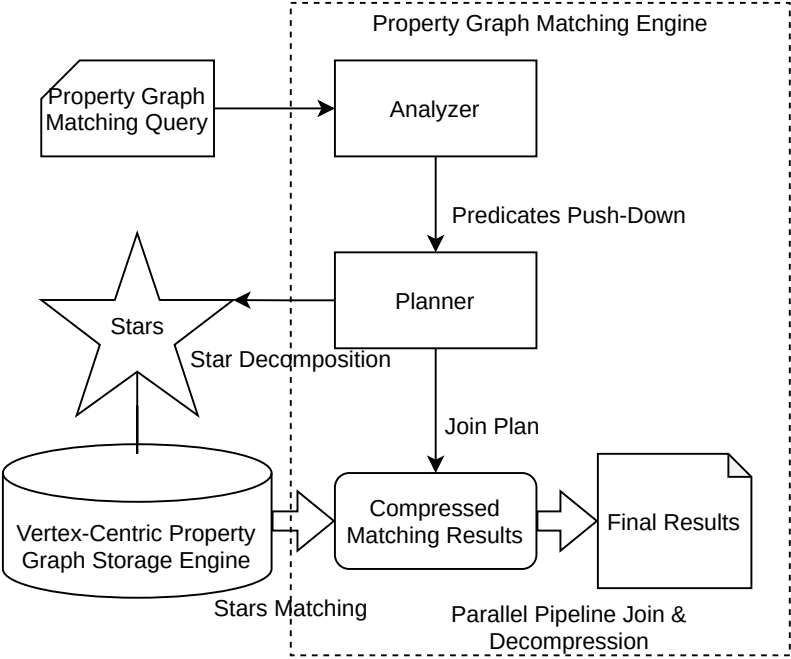 Property Graph Matching Engine
Property Graph
Matching Query
Analyzer
Predicates Push-Down
Planner
Stars
Star Decomposition
Join Plan
Compressed
Matching Results
Final Results
Vertex-Centric Property
Graph Storage Engine
Stars Matching
Parallel Pipeline Join &
Decompression